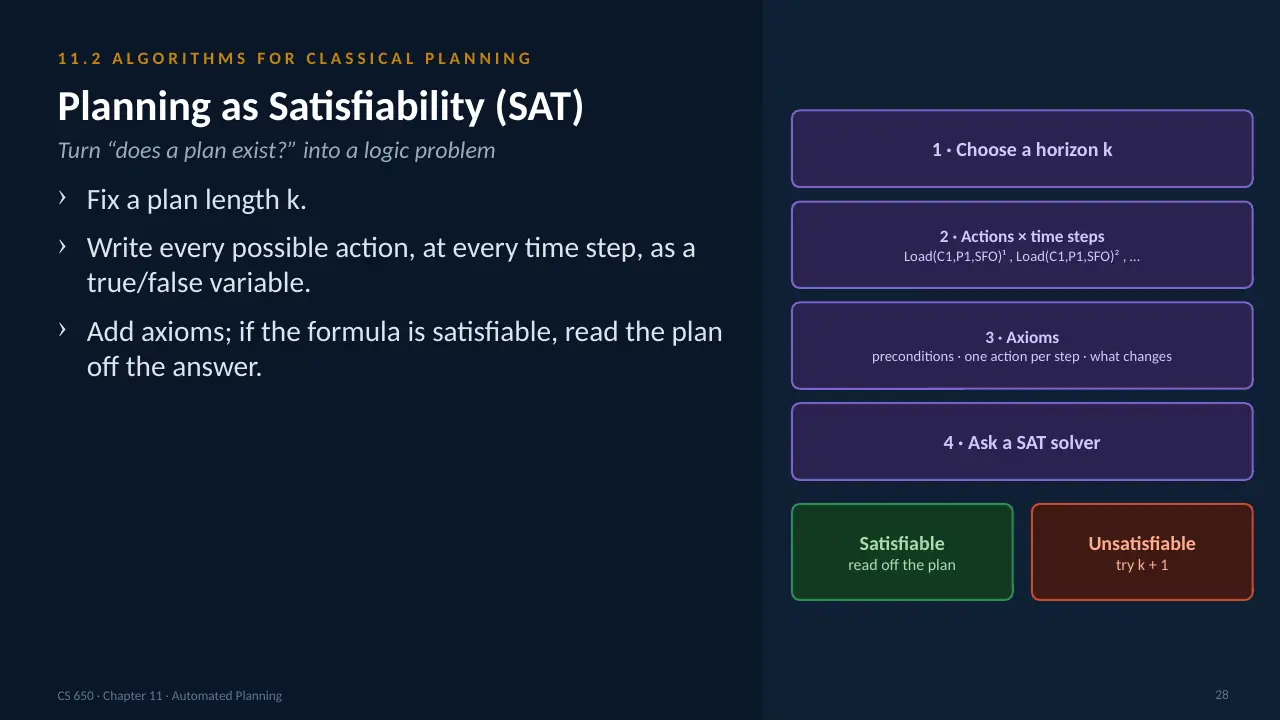 11.2 ALGORITHMS FOR CLASSICAL PLANNING
Planning as Satisfiability (SAT)
Turn “does a plan exist?” into a logic problem
› Fix a plan length k.
› Write every possible action, at every time step, as a
true/false variable.
› Add axioms; if the formula is satisfiable, read the plan
off the answer.
1 · Choose a horizon k
2 · Actions × time steps
Load(C1,P1,SFO)¹ , Load(C1,P1,SFO)² , …
3 · Axioms
preconditions · one action per step · what changes
4 · Ask a SAT solver
Satisfiable
read off the plan
Unsatisfiable
try k + 1
CS 650 · Chapter 11 · Automated Planning
28